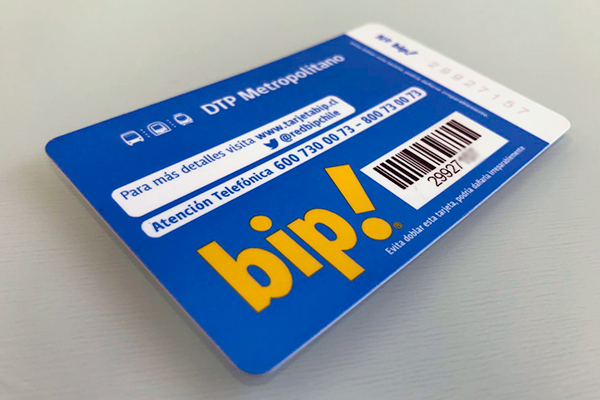 DTP Metropolitano
Para más detalles visita www.tarjetabip.cl
@redbipchile
Atención Telefónica 600 730 00 73 – 800 73 00 73
bip!®
29927
Evita doblar esta tarjeta, podría dañarla irreparablemente
bip!